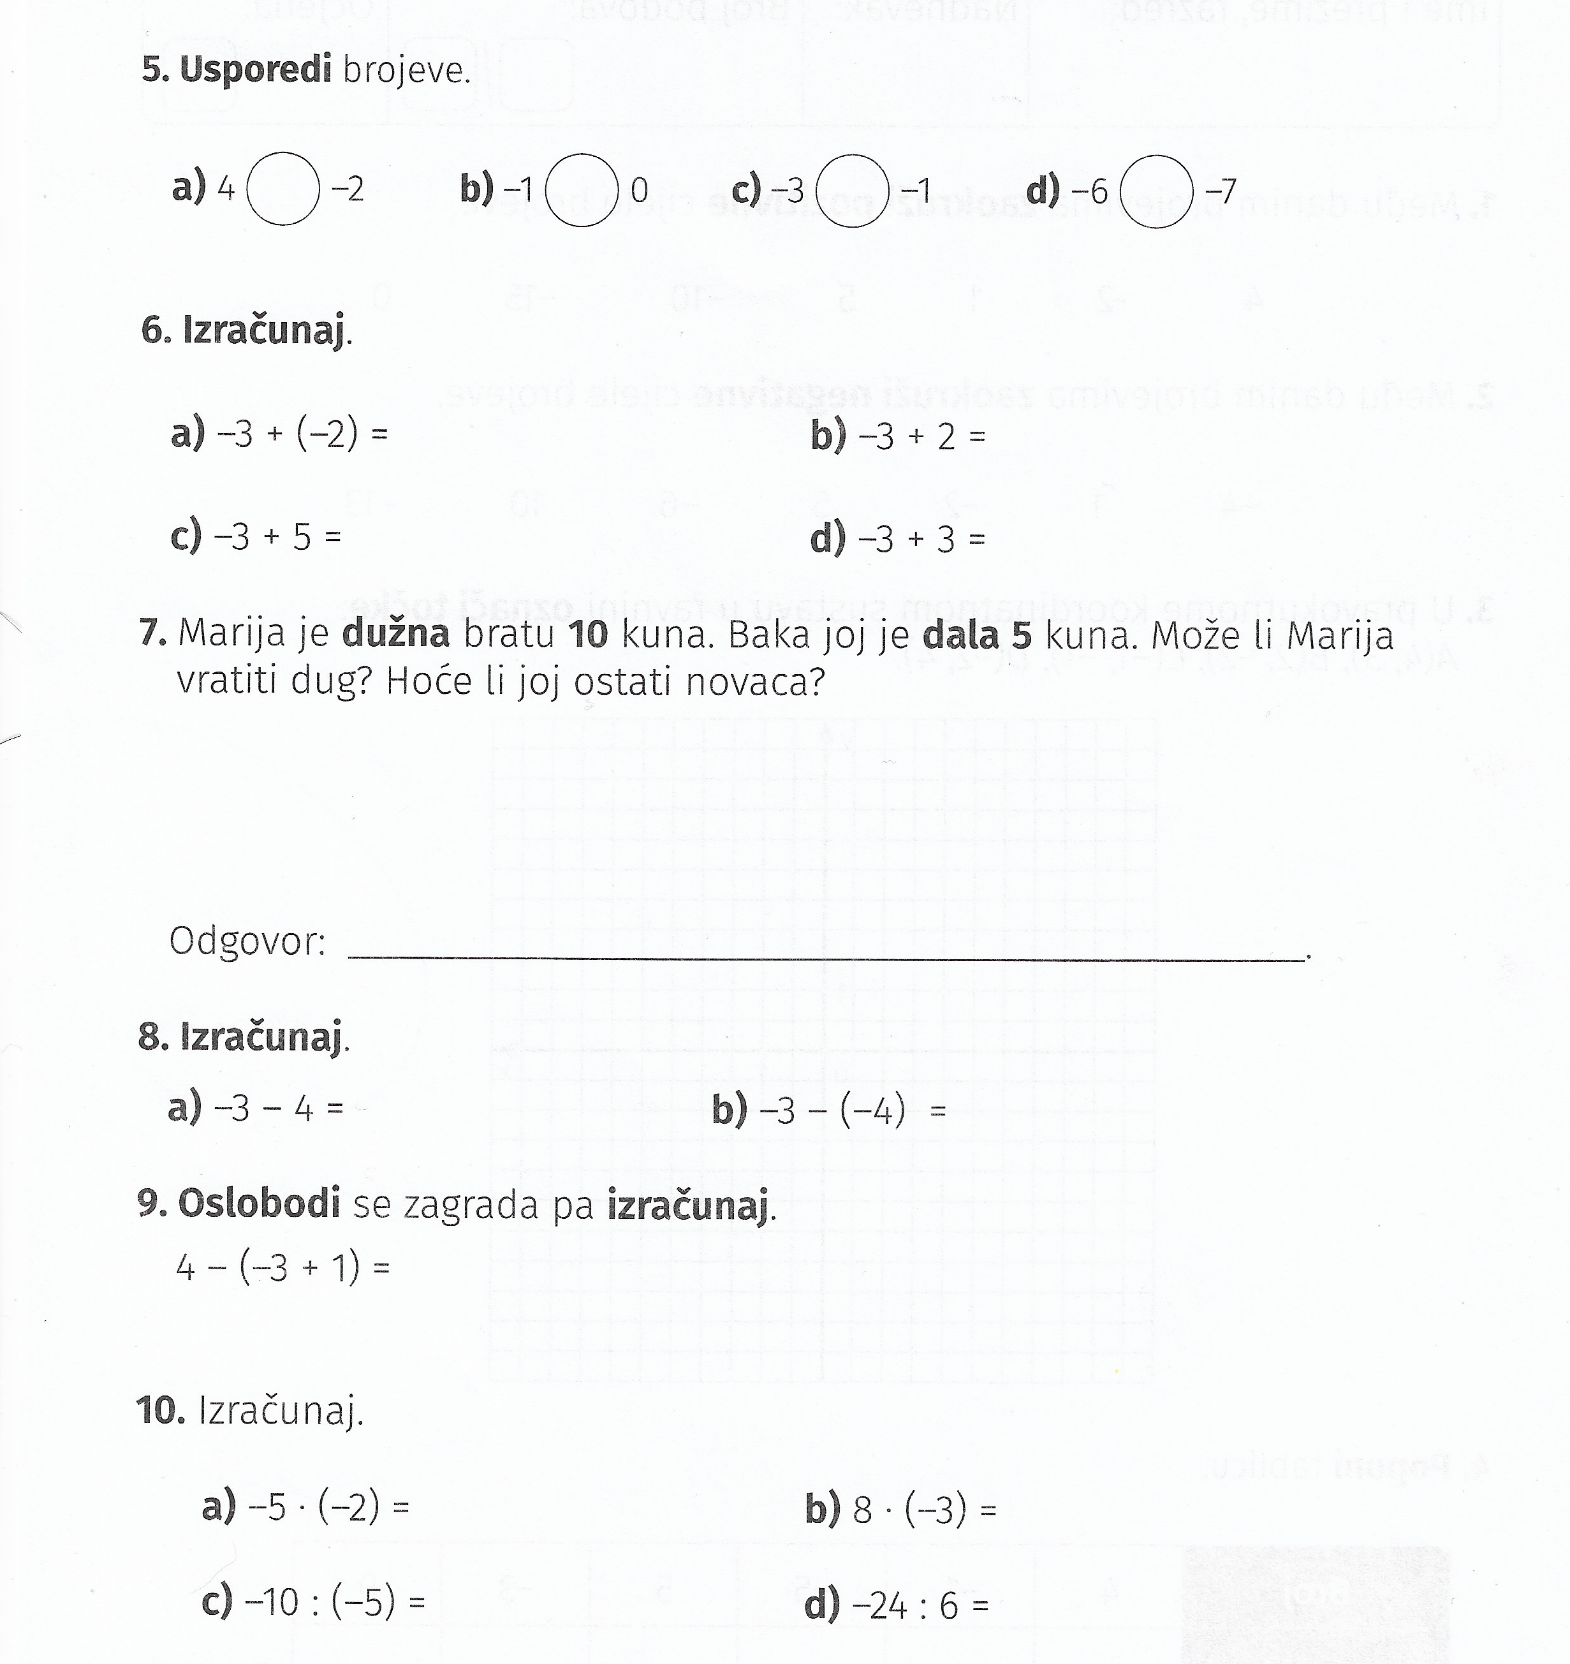 5. Usporedi brojeve.
a) 4 ◯ –2 b) –1 ◯ 0 c) –3 ◯ –1 d) –6 ◯ –7
6. Izračunaj.
a) –3 + (–2) = b) –3 + 2 =
c) –3 + 5 = d) –3 + 3 =
7. Marija je dužna bratu 10 kuna. Baka joj je dala 5 kuna. Može li Marija
vratiti dug? Hoće li joj ostati novaca?
Odgovor: ____________________.
8. Izračunaj.
a) –3 – 4 = b) –3 – (–4) =
9. Oslobodi se zagrada pa izračunaj.
4 – (–3 + 1) =
10. Izračunaj.
a) –5 · (–2) = b) 8 · (–3) =
c) –10 : (–5) = d) –24 : 6 =